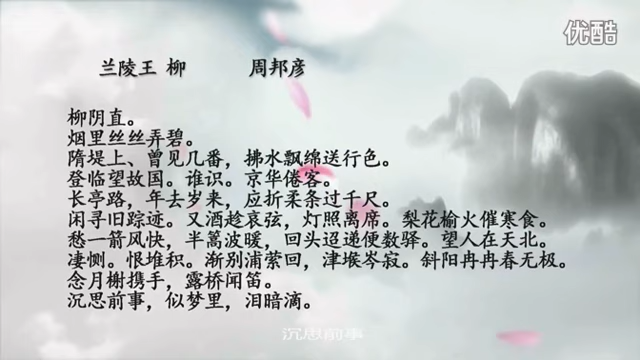 优酷
兰陵王 柳 周邦彦
柳阴直。
烟里丝丝弄碧。
隋堤上、曾见几番，拂水飘绵送行色。
登临望故国。谁识。京华倦客。
长亭路，年去岁来，应折柔条过千尺。
闲寻旧踪迹。又酒趁哀弦，灯照离席。梨花榆火催寒食。
愁一箭风快，半篙波暖，回头迢递便数驿。望人在天北。
凄恻。恨堆积。渐别浦萦回，津堠岑寂。斜阳冉冉春无极。
念月榭携手，露桥闻笛。
沉思前事，似梦里，泪暗滴。
沉思前事